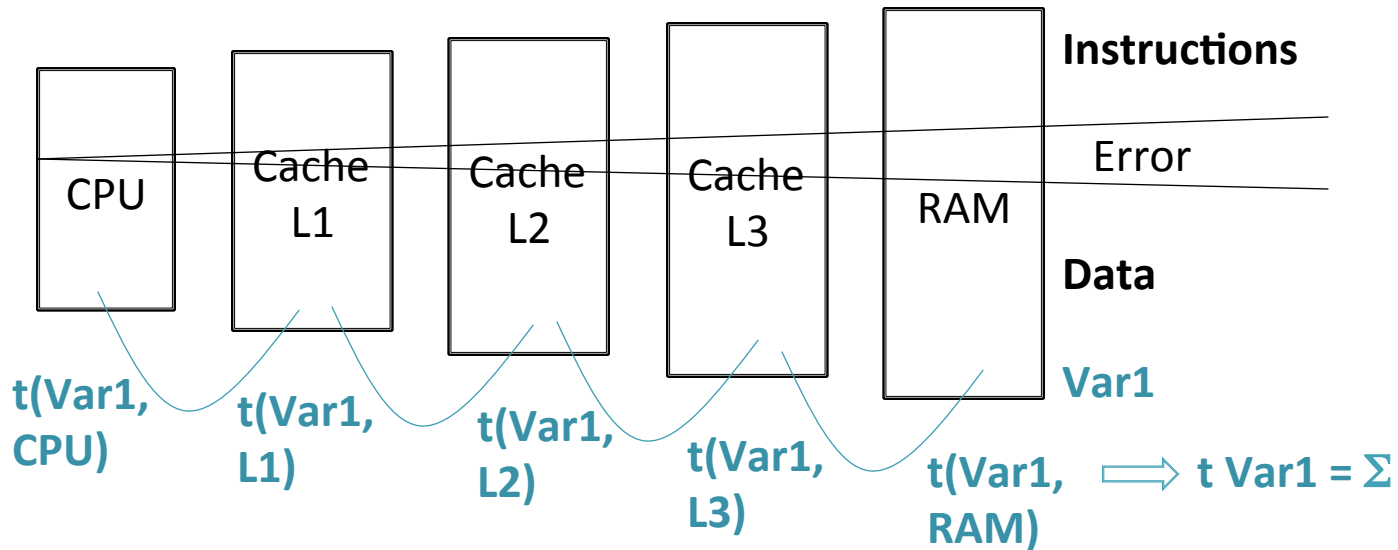 Instructions
Error
CPU
Cache
L1
Cache
L2
Cache
L3
RAM
Data
Var1
t(Var1,
CPU)
t(Var1,
L1)
t(Var1,
L2)
t(Var1,
L3)
t(Var1,
RAM)
t Var1 = Σ